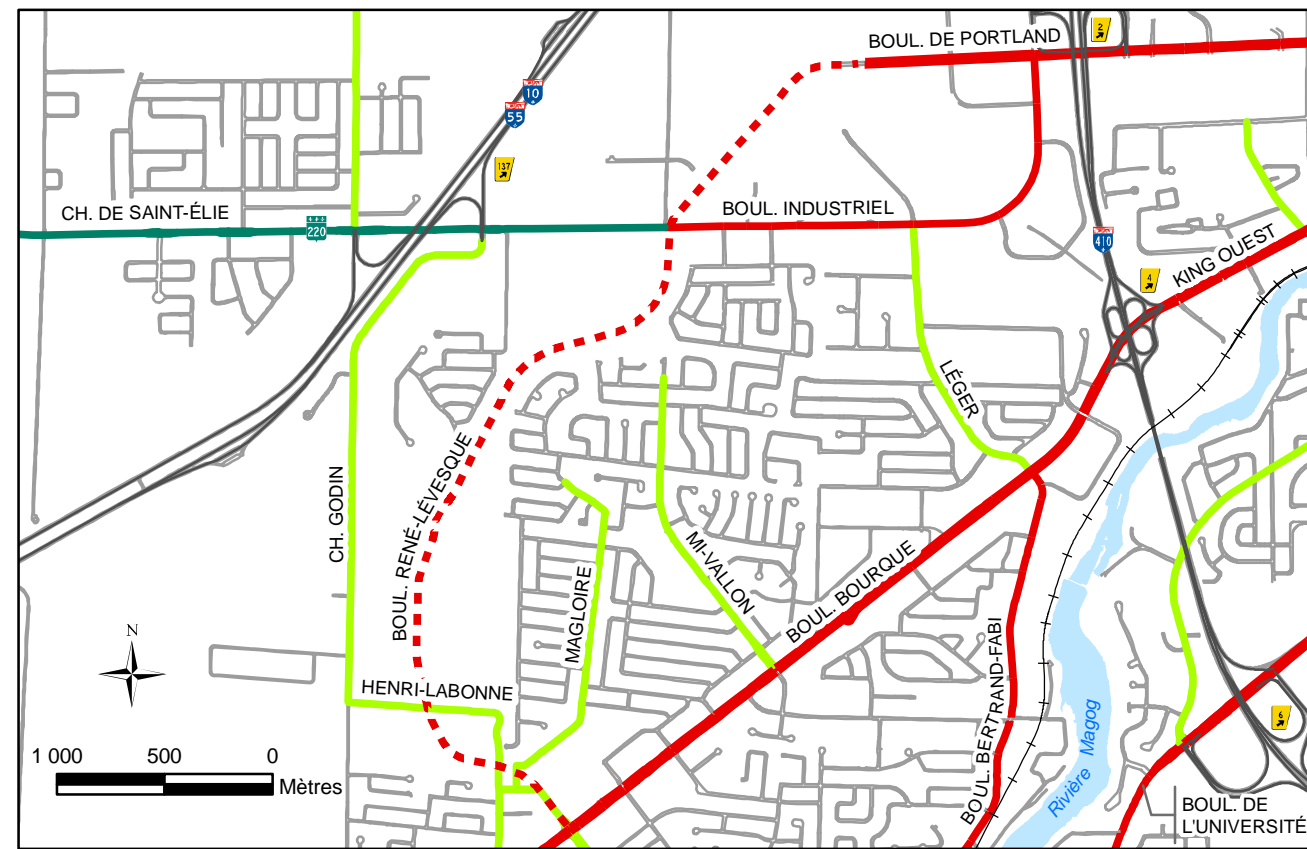 BOUL. DE PORTLAND
2
10
55
137
CH. DE SAINT-ÉLIE
220
BOUL. INDUSTRIEL
410
4
KING OUEST
LÉGER
CH. GODIN
BOUL. RENÉ-LÉVESQUE
MAGLOIRE
MI-VALLON
BOUL. BOURQUE
BOUL. BERTRAND-FABI
N
HENRI-LABONNE
Rivière Magog
6
1 000 500 0
Mètres
BOUL. DE
L'UNIVERSITÉ